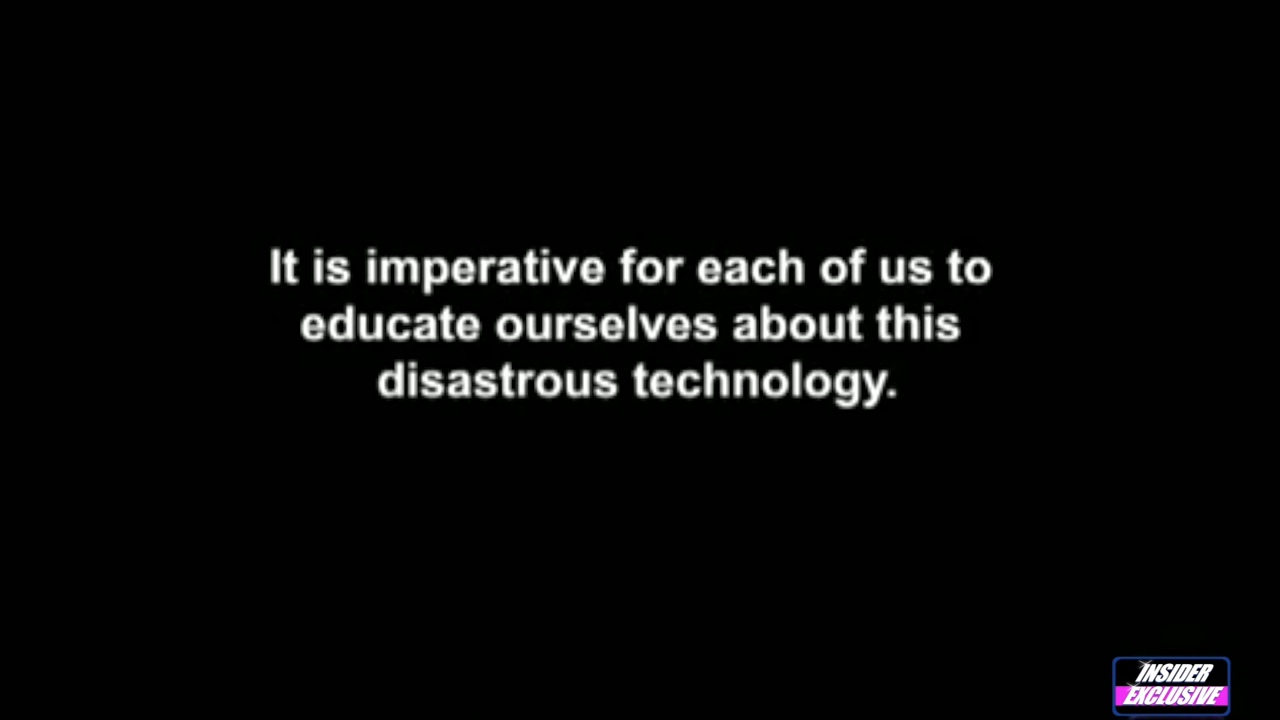 It is imperative for each of us to
educate ourselves about this
disastrous technology.
INSIDER
EXCLUSIVE